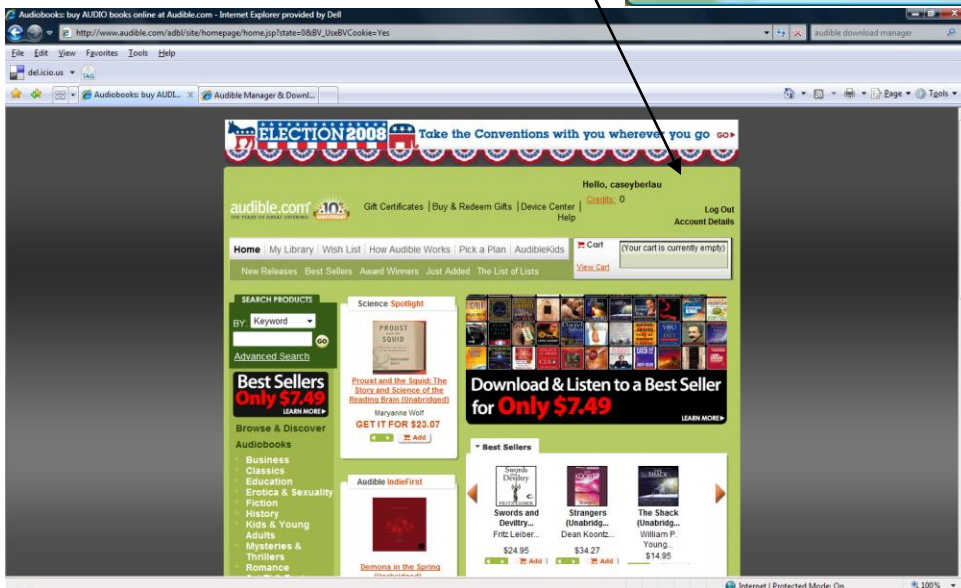 Audiobooks: buy AUDIO books online at Audible.com - Internet Explorer provided by Dell
http://www.audible.com/adbl/site/homepage/home.jsp?state=0&BV_UseBVCookie=Yes
audible download manager
File Edit View Favorites Tools Help
del.icio.us TAG
Audiobooks: buy AUDI... Audible Manager & Downl...
Page Tools
ELECTION 2008 Take the Conventions with you wherever you go GO
Hello, caseyberlau
Credits: 0
audible.com 10 ANNIVERSARY
Gift Certificates | Buy & Redeem Gifts | Device Center |
Help
Log Out
Account Details
Home My Library Wish List How Audible Works Pick a Plan AudibleKids
Cart (Your cart is currently empty)
View Cart
New Releases Best Sellers Award Winners Just Added The List of Lists
SEARCH PRODUCTS
BY: Keyword
GO
Advanced Search
Best Sellers
Only $7.49
LEARN MORE
Browse & Discover
Audiobooks
Business
Classics
Education
Erotica & Sexuality
Fiction
History
Kids & Young
Adults
Mysteries &
Thrillers
Romance
Science Spotlight
PROUST
SQUID
Proust and the Squid: The
Story and Science of the
Reading Brain (Unabridged)
Maryanne Wolf
GET IT FOR $23.07
Add
Audible IndieFirst
Demons in the Spring
(Unabridged)
Download & Listen to a Best Seller
for Only $7.49
LEARN MORE
Best Sellers
Swords
Deviltry
THE SHACK
Swords and
Deviltry...
Fritz Leiber...
$24.95
Add
Strangers
(Unabridg...
Dean Koontz...
$34.27
Add
The Shack
(Unabridg...
William P.
Young...
$14.95
Internet | Protected Mode: On
100%